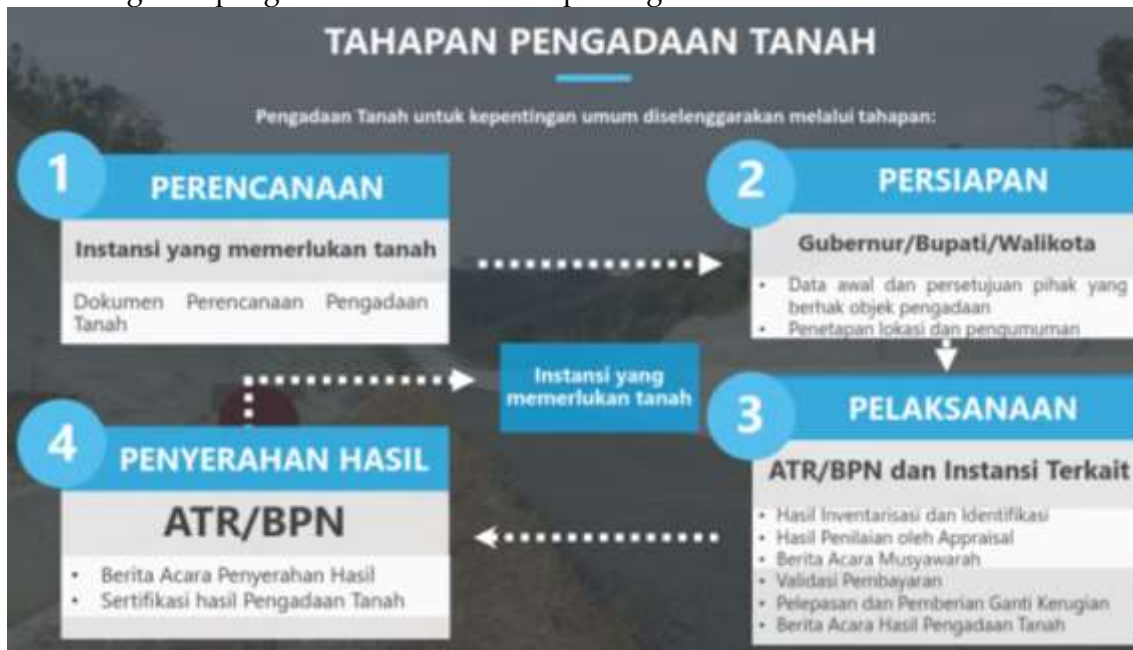 TAHAPAN PENGADAAN TANAH
Pengadaan Tanah untuk kepentingan umum diselenggarakan melalui tahapan:
1
PERENCANAAN
Instansi yang memerlukan tanah
Dokumen Perencanaan Pengadaan
Tanah
2
PERSIAPAN
Gubernur/Bupati/Walikota
• Data awal dan persetujuan pihak yang
berhak objek pengadaan
• Penetapan lokasi dan pengumuman
Instansi yang
memerlukan tanah
3
PELAKSANAAN
ATR/BPN dan Instansi Terkait
• Hasil Inventarisasi dan Identifikasi
• Hasil Penilaian oleh Appraisal
• Berita Acara Musyawarah
• Validasi Pembayaran
• Pelepasan dan Pemberian Ganti Kerugian
• Berita Acara Hasil Pengadaan Tanah
4
PENYERAHAN HASIL
ATR/BPN
• Berita Acara Penyerahan Hasil
• Sertifikasi hasil Pengadaan Tanah